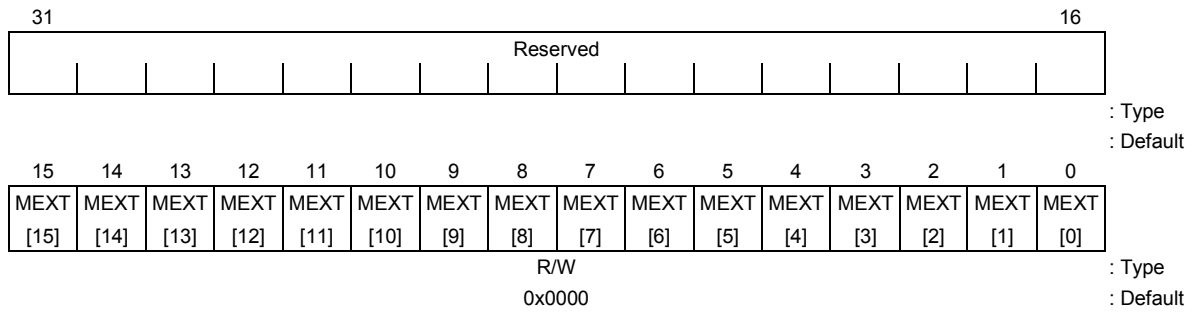 31 16
Reserved
: Type
: Default
15 14 13 12 11 10 9 8 7 6 5 4 3 2 1 0
MEXT MEXT MEXT MEXT MEXT MEXT MEXT MEXT MEXT MEXT MEXT MEXT MEXT MEXT MEXT MEXT
[15] [14] [13] [12] [11] [10] [9] [8] [7] [6] [5] [4] [3] [2] [1] [0]
R/W : Type
0x0000 : Default